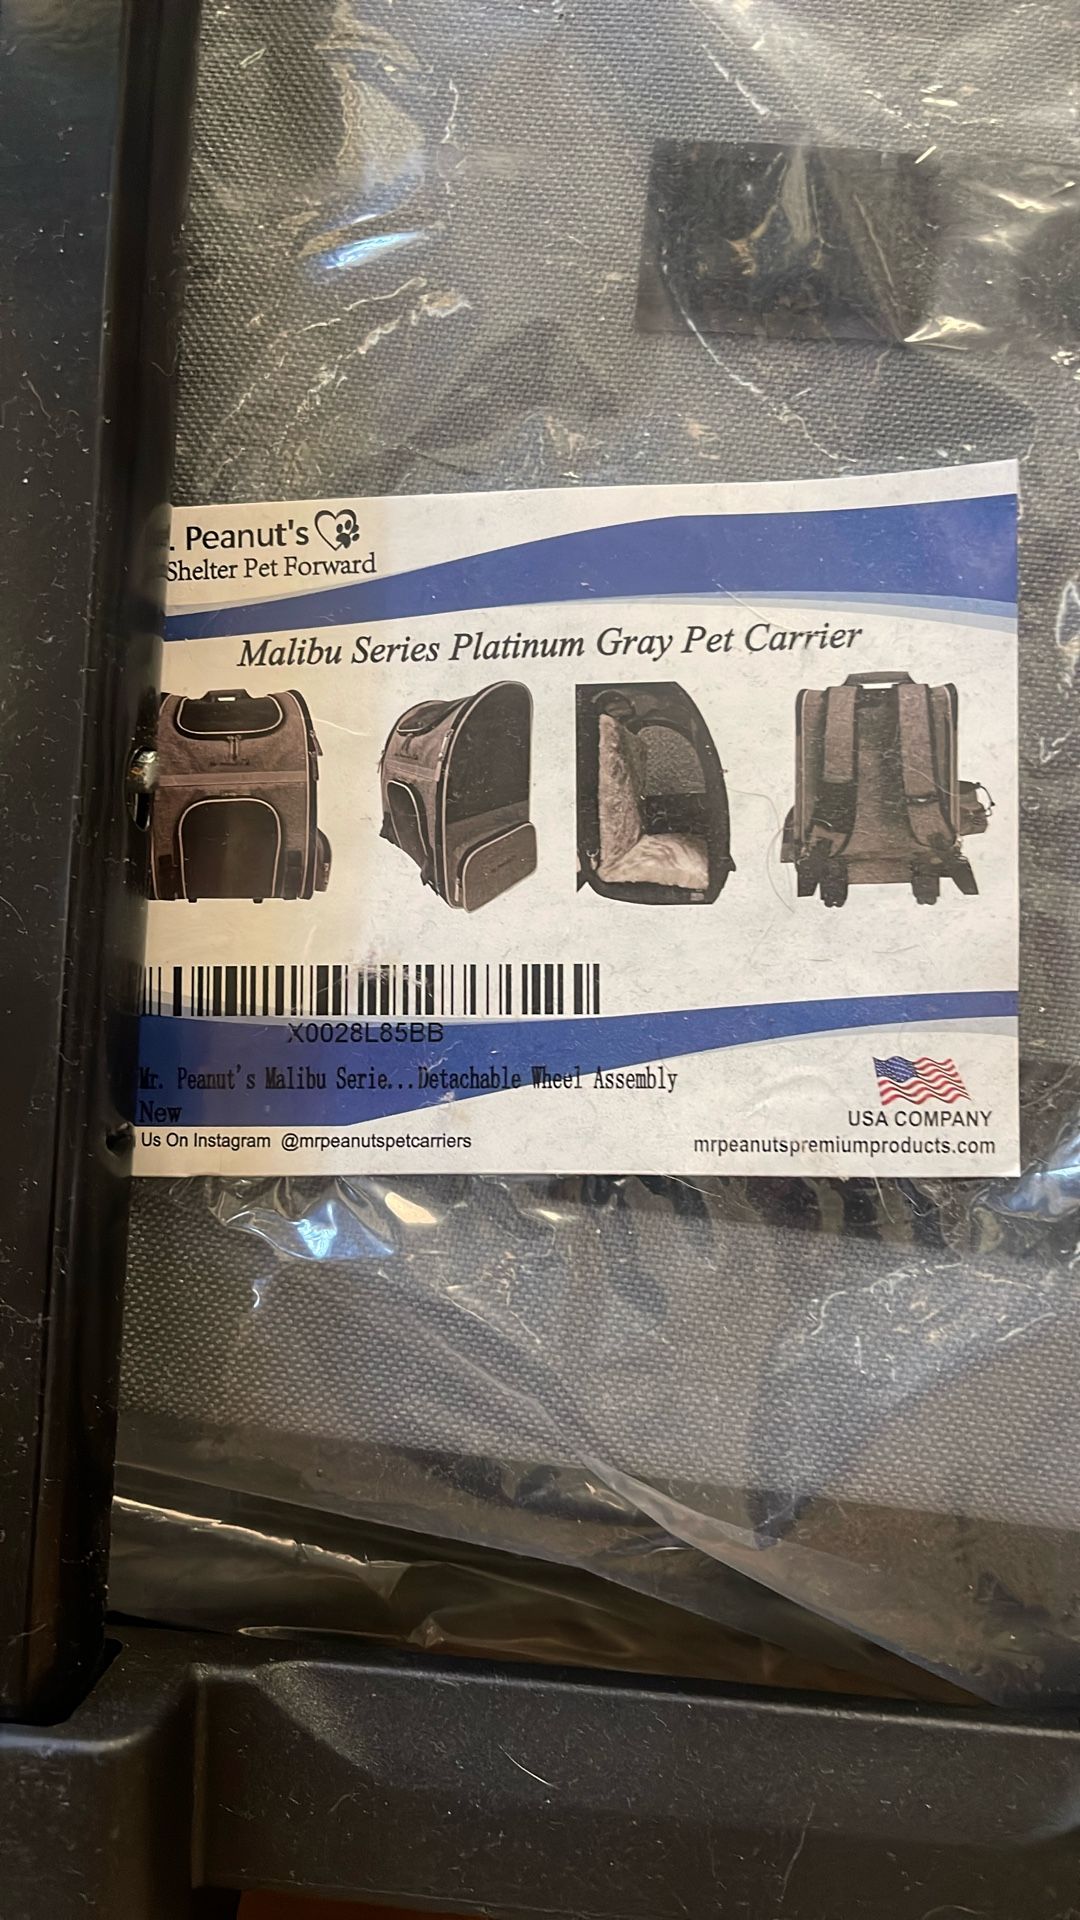 . Peanut's
Shelter Pet Forward
Malibu Series Platinum Gray Pet Carrier
X0028L85BB
Mr. Peanut's Malibu Serie...Detachable Wheel Assembly
New
Us On Instagram @mrpeanutspetcarriers
USA COMPANY
mrpeanutspremiumproducts.com